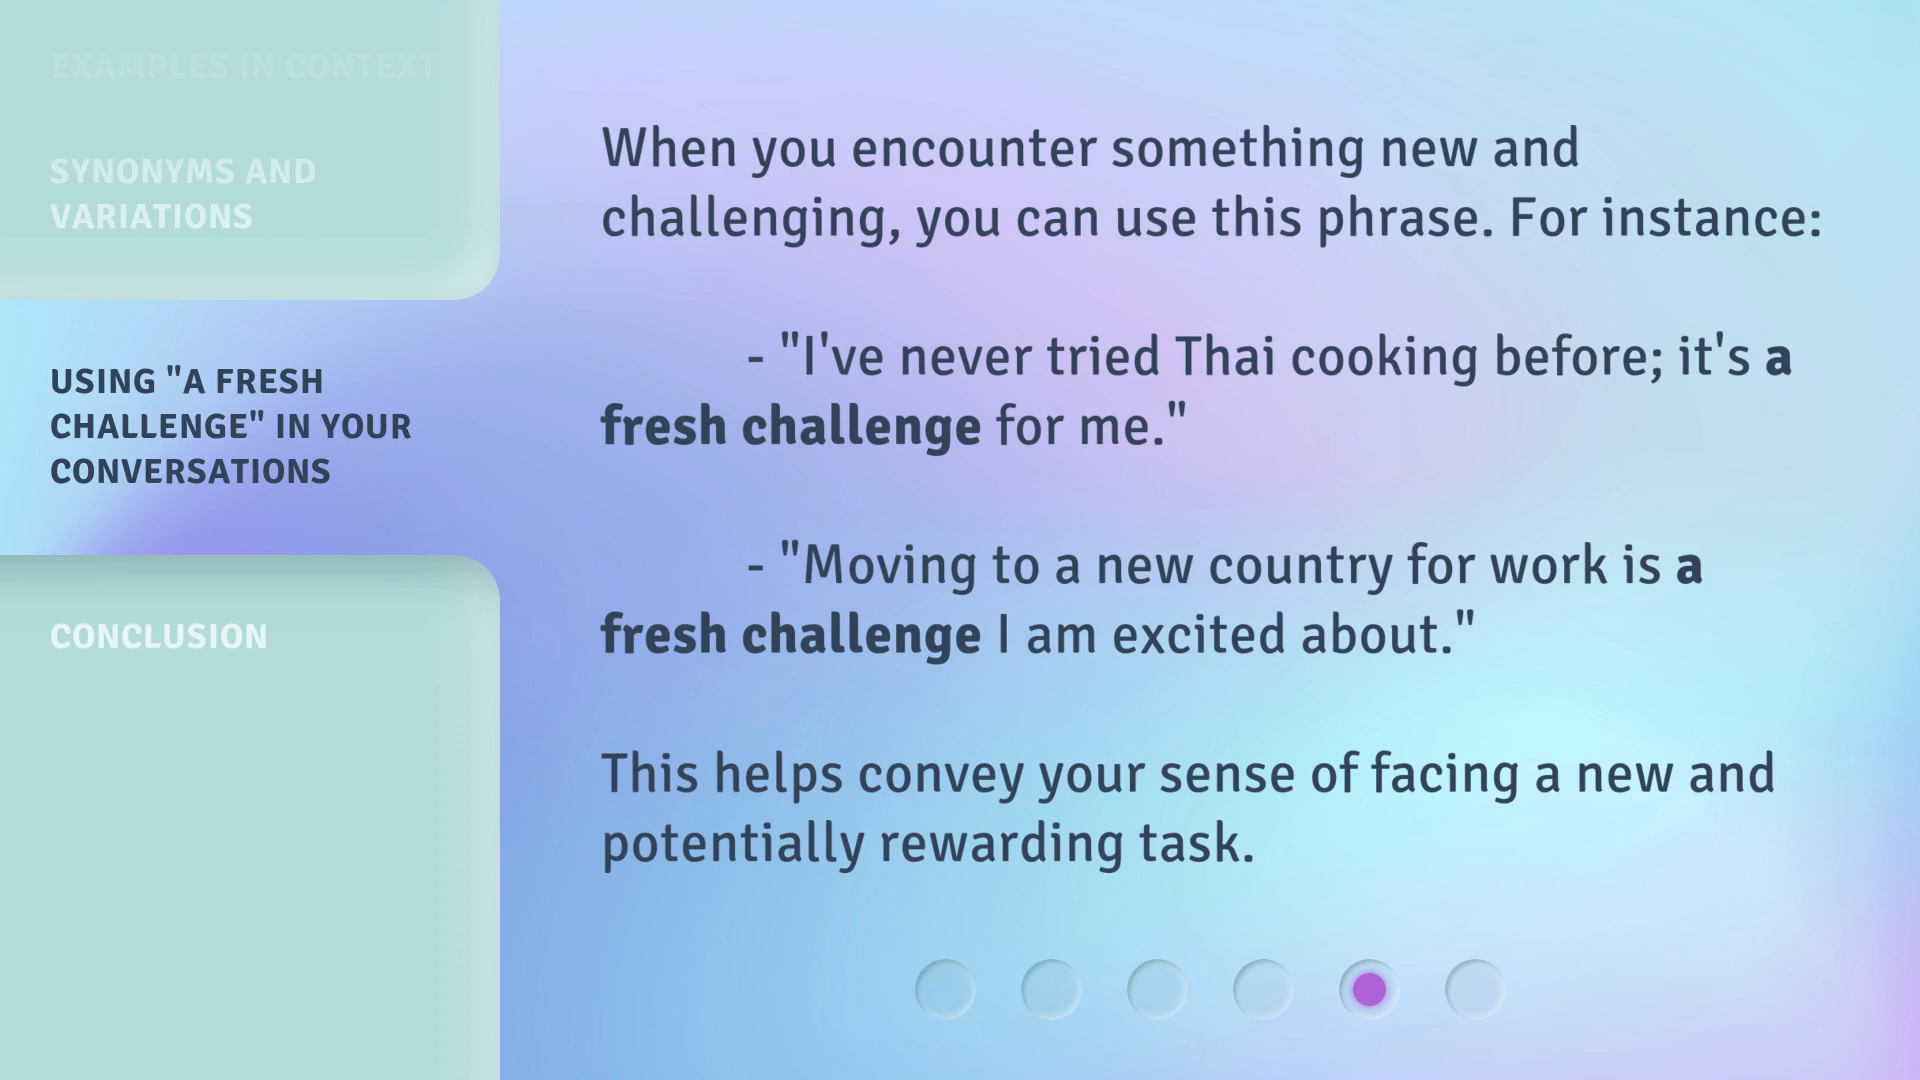 EXAMPLES IN CONTEXT
SYNONYMS AND
VARIATIONS
USING "A FRESH
CHALLENGE" IN YOUR
CONVERSATIONS
CONCLUSION
When you encounter something new and
challenging, you can use this phrase. For instance:
- "I've never tried Thai cooking before; it's a
fresh challenge for me."
- "Moving to a new country for work is a
fresh challenge I am excited about."
This helps convey your sense of facing a new and
potentially rewarding task.